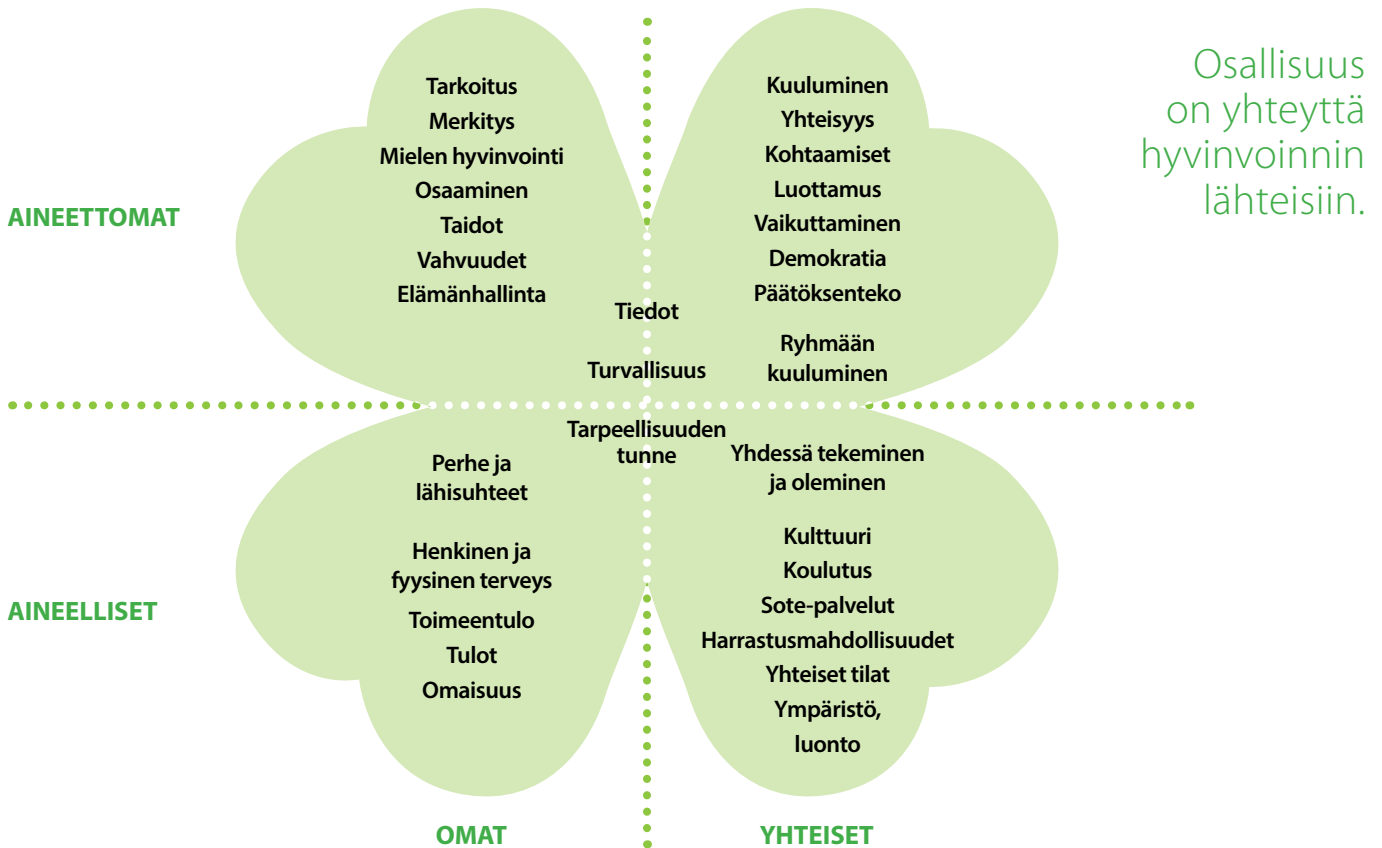 Osallisuus
on yhteyttä
hyvinvoinnin
lähteisiin.
AINEETTOMAT
Tarkoitus
Merkitys
Mielen hyvinvointi
Osaaminen
Taidot
Vahvuudet
Elämänhallinta
Kuuluminen
Yhteisyys
Kohtaamiset
Luottamus
Vaikuttaminen
Demokratia
Päätöksenteko
Ryhmään
kuuluminen
Tiedot
Turvallisuus
Tarpeellisuuden
tunne
AINEELLISET
Perhe ja
lähisuhteet
Henkinen ja
fyysinen terveys
Toimeentulo
Tulot
Omaisuus
Yhdessä tekeminen
ja oleminen
Kulttuuri
Koulutus
Sote-palvelut
Harrastusmahdollisuudet
Yhteiset tilat
Ympäristö,
luonto
OMAT
YHTEISET